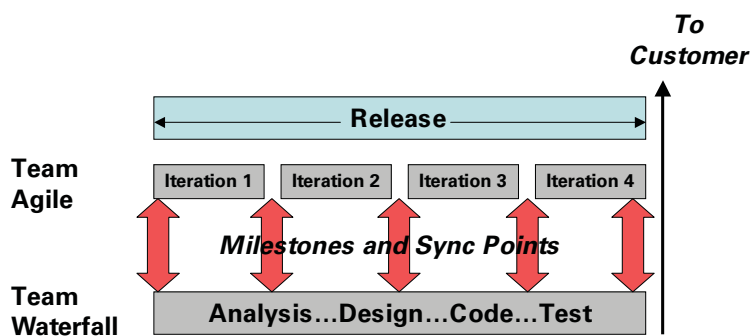 To
Customer
Release
Team
Agile
Iteration 1
Iteration 2
Iteration 3
Iteration 4
Milestones and Sync Points
Team
Waterfall
Analysis...Design...Code...Test